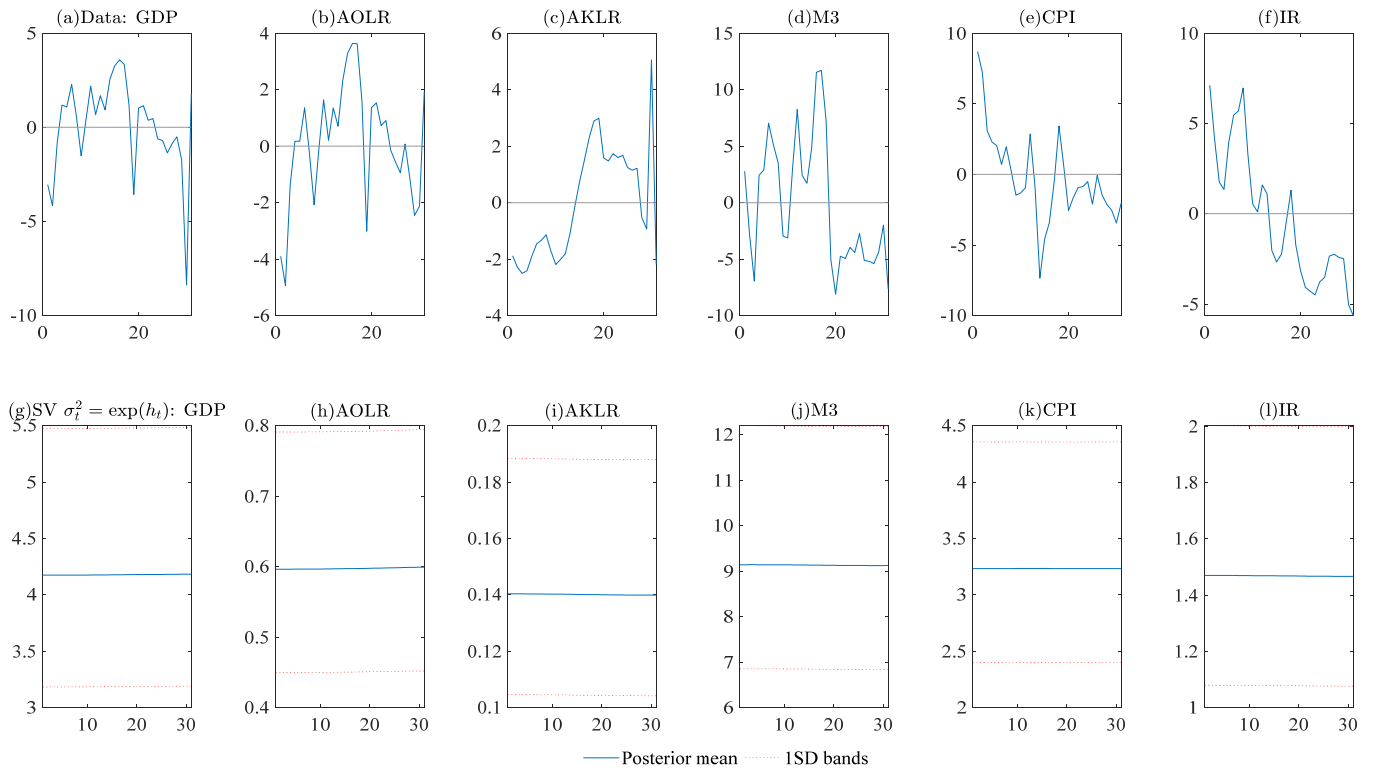 (a)Data: GDP (b)AOLR (c)AKLR (d)M3 (e)CPI (f)IR
5 4 6 15 10 10
0 2 4 10 5 5
-5 0 2 5 0 0
-10 -2 0 0 -5 -5
-4 -2 -5 -10
-6 -4 -10
0 20 0 20 0 20 0 20 0 20 0 20
(g)SV σ²ₜ = exp(hₜ): GDP (h)AOLR (i)AKLR (j)M3 (k)CPI (l)IR
5.5 0.8 0.2 12 4.5 2
5 0.7 0.18 11 4 1.8
4.5 0.6 0.16 10 3.5 1.6
4 0.5 0.14 9 3 1.4
3.5 0.4 0.12 8 2.5 1.2
3 0.1 7 2 1
6
10 20 30 10 20 30 10 20 30 10 20 30 10 20 30 10 20 30
Posterior mean 1SD bands